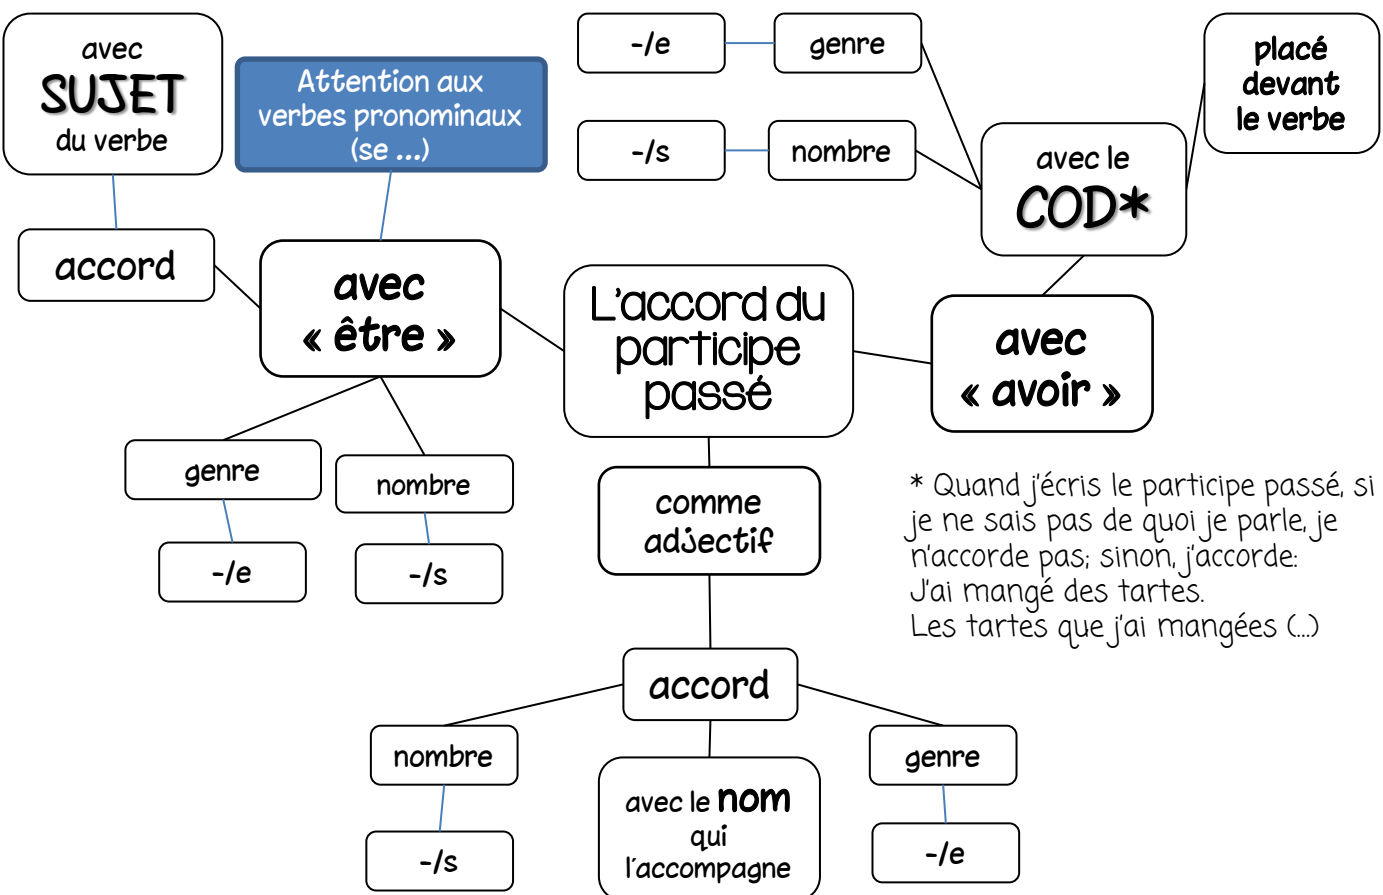 avec
SUJET
du verbe
accord
Attention aux
verbes pronominaux
(se ...)
avec
« être »
genre
-/e
nombre
-/s
L'accord du
participe
passé
-/e
genre
-/s
nombre
avec le
COD*
placé
devant
le verbe
avec
« avoir »
* Quand j'écris le participe passé, si
je ne sais pas de quoi je parle, je
n'accorde pas; sinon, j'accorde:
J'ai mangé des tartes.
Les tartes que j'ai mangées (...)
comme
adjectif
accord
nombre
-/s
avec le nom
qui
l'accompagne
genre
-/e